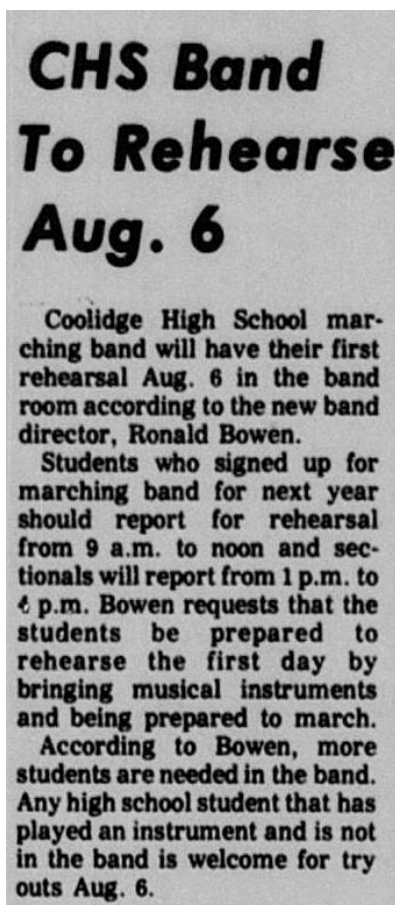 CHS Band
To Rehearse
Aug. 6
Coolidge High School mar-
ching band will have their first
rehearsal Aug. 6 in the band
room according to the new band
director, Ronald Bowen.
Students who signed up for
marching band for next year
should report for rehearsal
from 9 a.m. to noon and sec-
tionals will report from 1 p.m. to
p.m. Bowen requests that the
students be prepared to
rehearse the first day by
bringing musical instruments
and being prepared to march.
According to Bowen, more
students are needed in the band.
Any high school student that has
played an instrument and is not
in the band is welcome for try
outs Aug. 6.